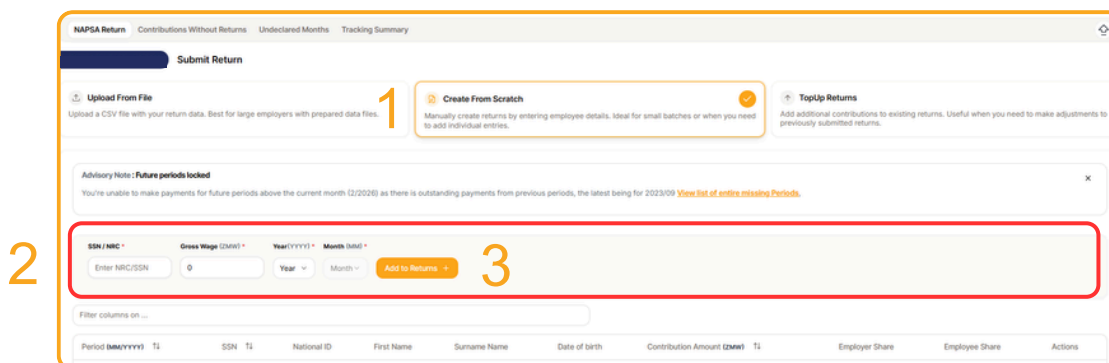 NAPSA Return Contributions Without Returns Undeclared Months Tracking Summary
Submit Return
1
Upload From File
Upload a CSV file with your return data. Best for large employers with prepared data files.
Create From Scratch
Manually create returns by entering employee details. Ideal for small batches or when you need
to add individual entries.
TopUp Returns
Add additional contributions to existing returns. Useful when you need to make adjustments to
previously submitted returns.
Advisory Note : Future periods locked
You're unable to make payments for future periods above the current month (2/2026) as there is outstanding payments from previous periods, the latest being for 2023/09 View list of entire missing Periods.
2
SSN / NRC * Gross Wage (ZMW) * Year(YYYY) * Month (MM) *
Enter NRC/SSN 0 Year Month Add to Returns +
3
Filter columns on ...
Period (MM/YYYY) SSN National ID First Name Surname Name Date of birth Contribution Amount (ZMW) Employer Share Employee Share Actions